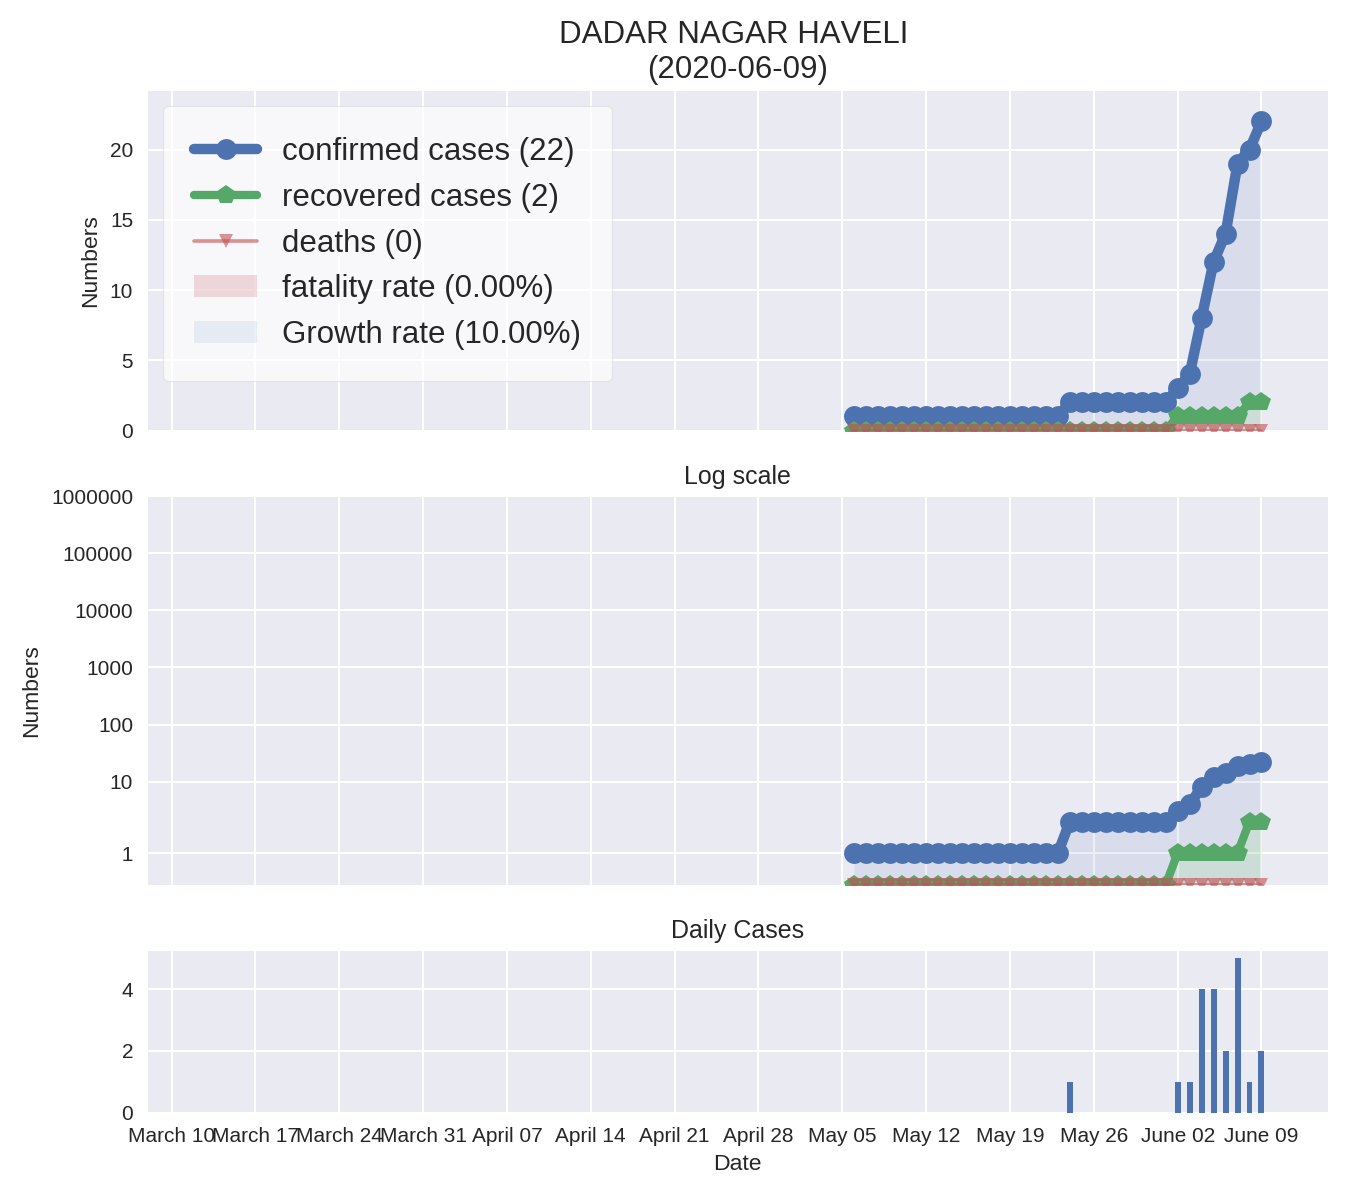 DADAR NAGAR HAVELI
(2020-06-09)
confirmed cases (22)
recovered cases (2)
deaths (0)
fatality rate (0.00%)
Growth rate (10.00%)
Numbers
20
15
10
5
0
Log scale
Numbers
1000000
100000
10000
1000
100
10
1
Daily Cases
4
2
0
March 10 March 17 March 24 March 31 April 07 April 14 April 21 April 28 May 05 May 12 May 19 May 26 June 02 June 09
Date